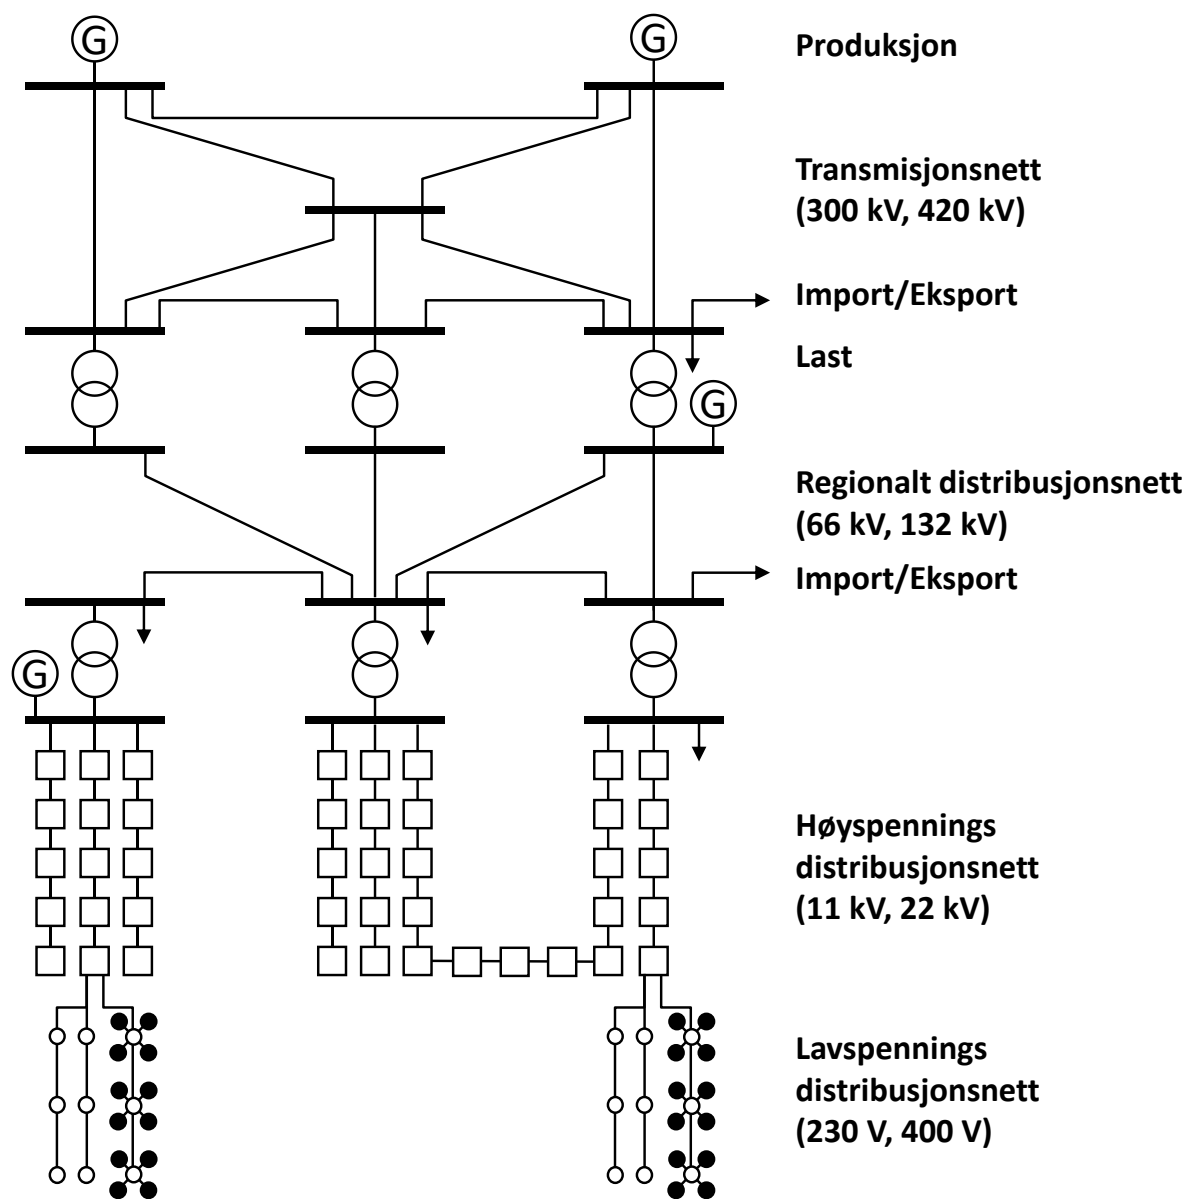 G
G
Produksjon
Transmisjonsnett
(300 kV, 420 kV)
Import/Eksport
Last
G
Regionalt distribusjonsnett
(66 kV, 132 kV)
Import/Eksport
G
Høyspennings
distribusjonsnett
(11 kV, 22 kV)
Lavspennings
distribusjonsnett
(230 V, 400 V)